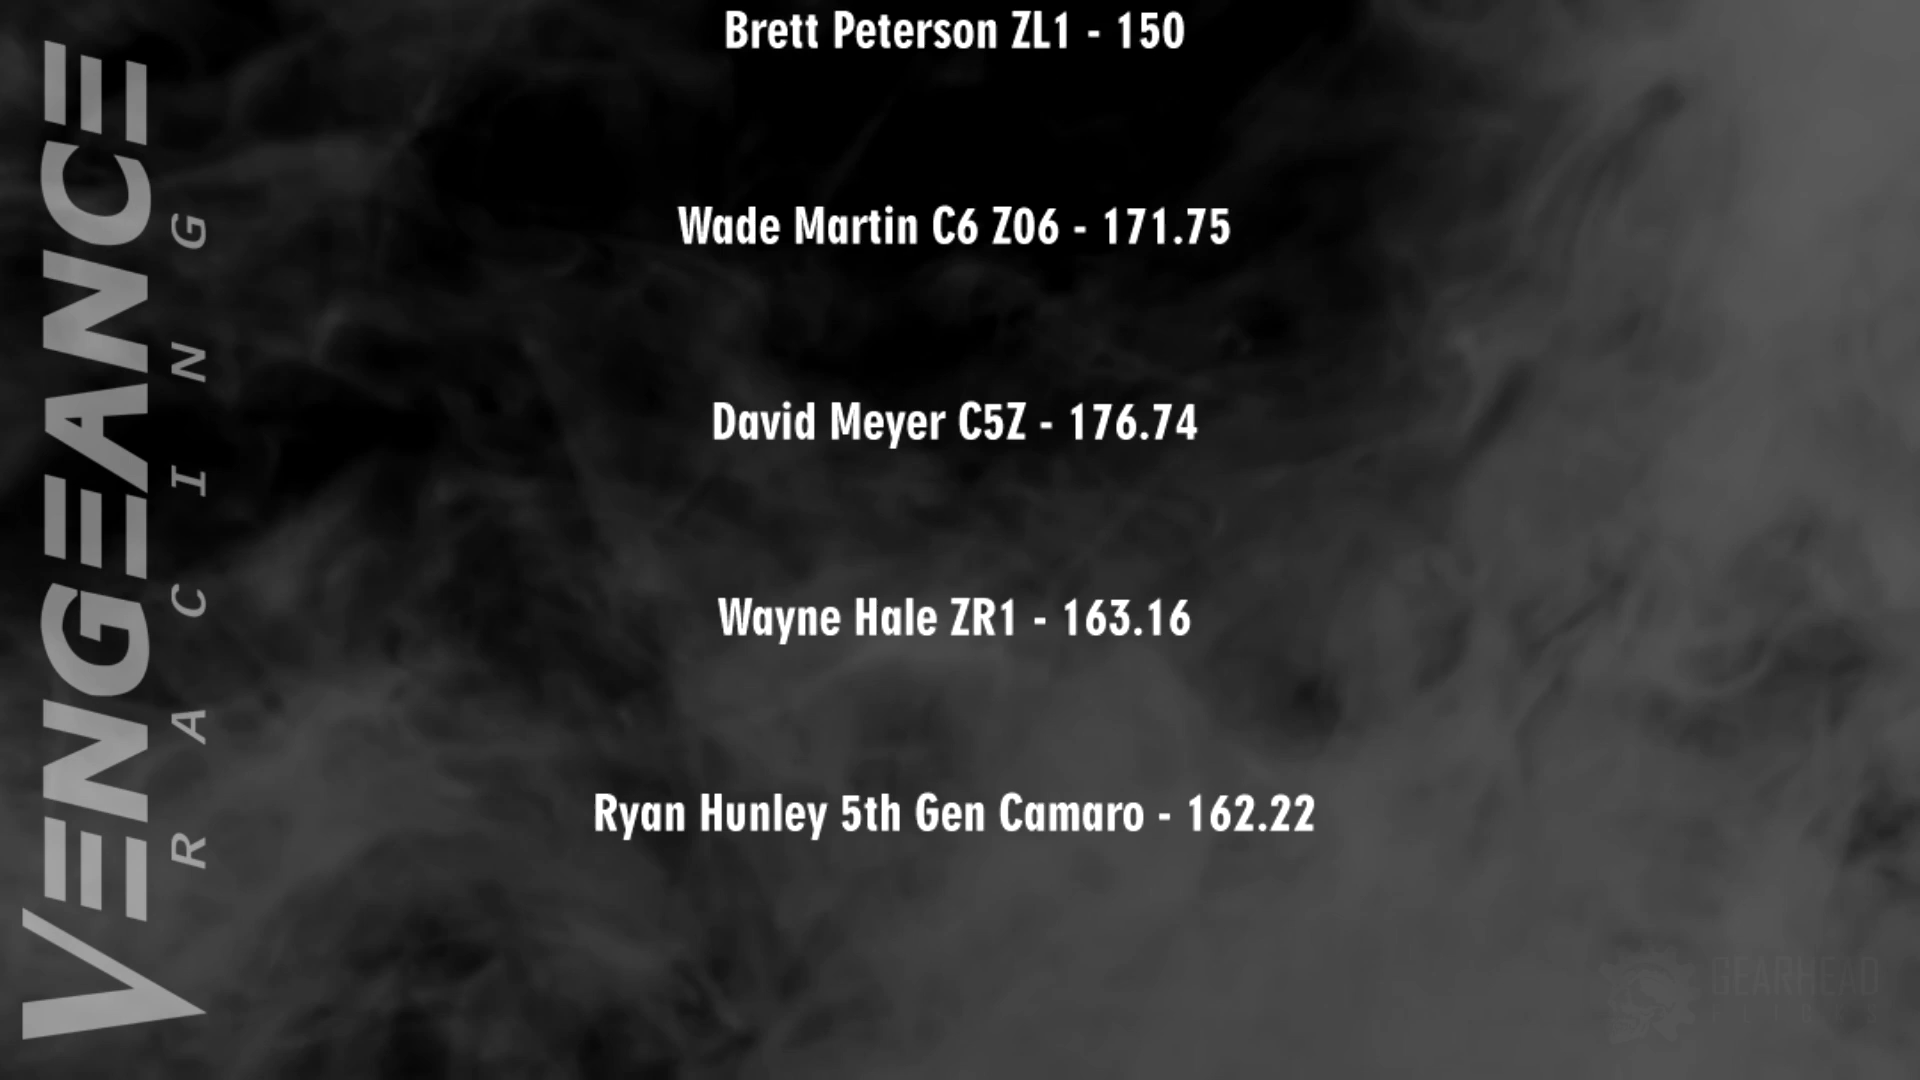 Brett Peterson ZL1 - 150
Wade Martin C6 Z06 - 171.75
David Meyer C5Z - 176.74
Wayne Hale ZR1 - 163.16
Ryan Hunley 5th Gen Camaro - 162.22
VENGEANCE
RACING
GEARHEAD